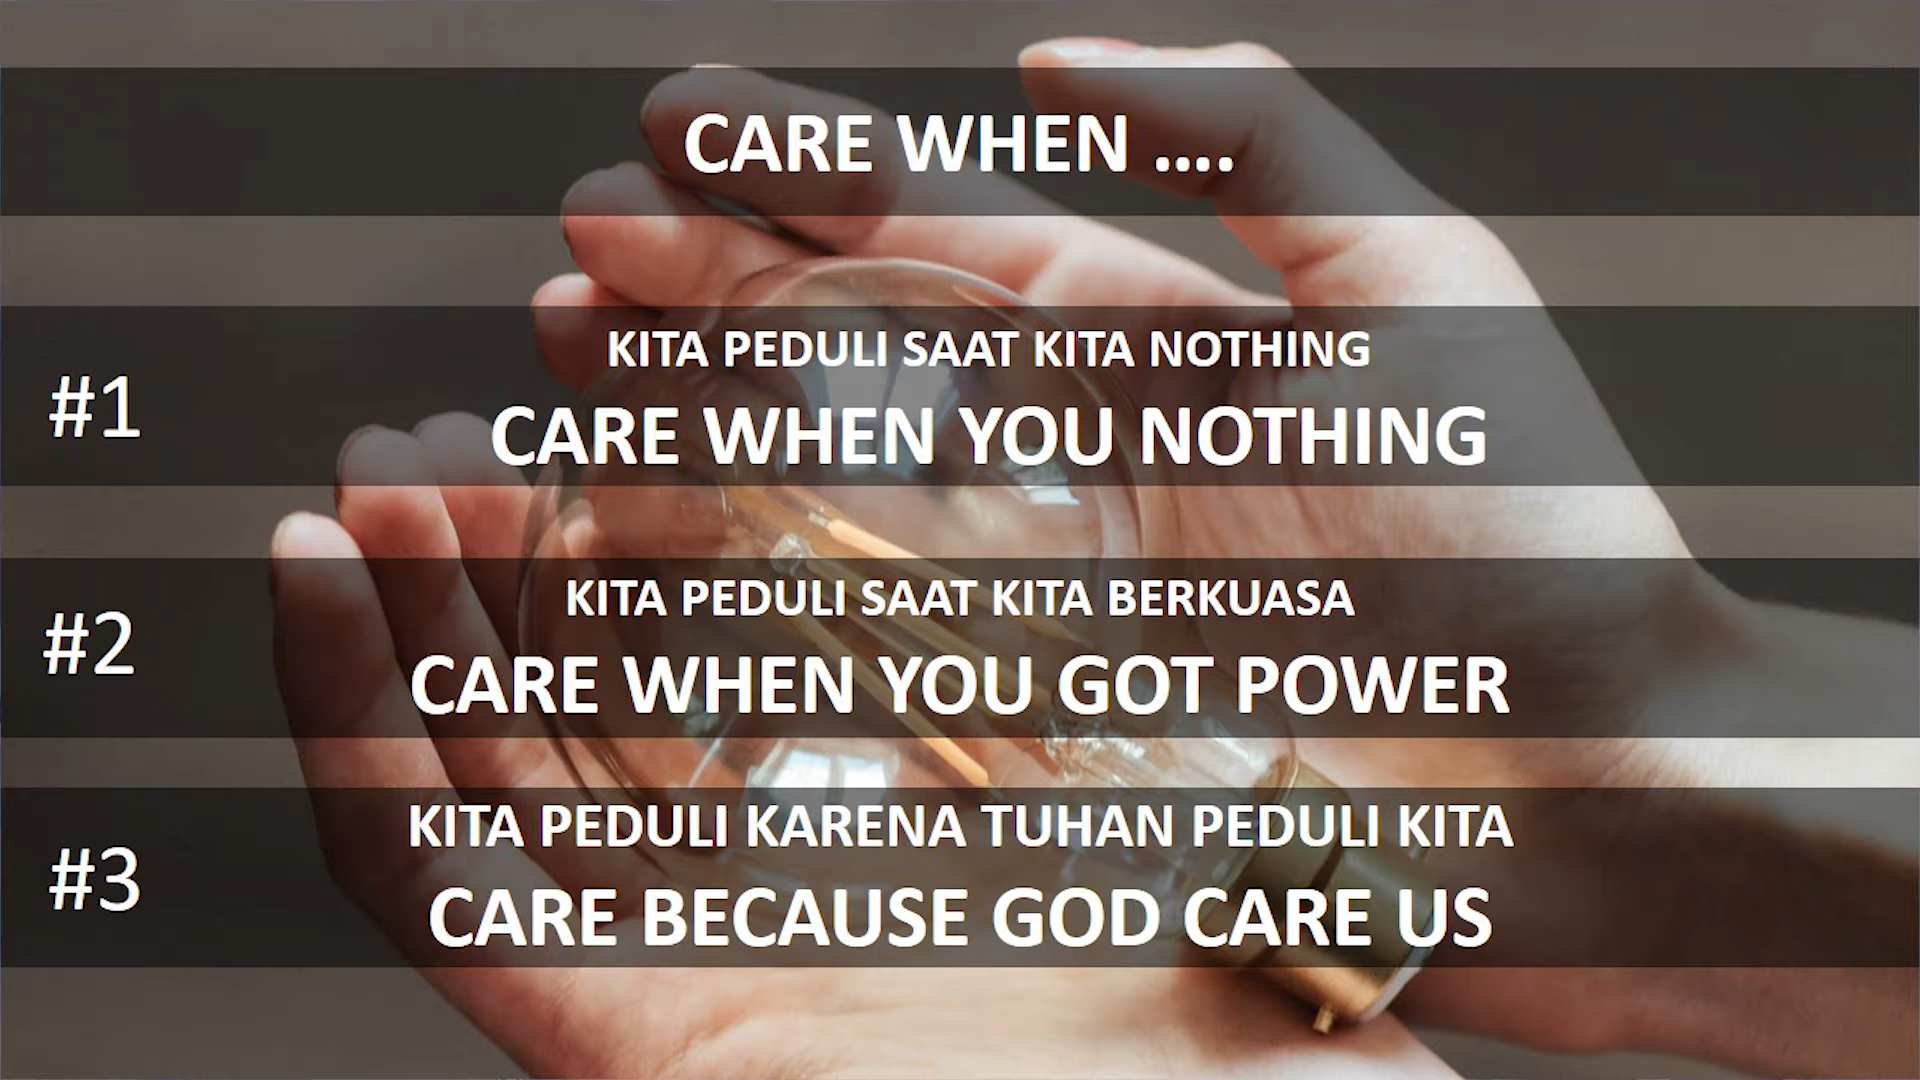 CARE WHEN ....
#1
KITA PEDULI SAAT KITA NOTHING
CARE WHEN YOU NOTHING
#2
KITA PEDULI SAAT KITA BERKUASA
CARE WHEN YOU GOT POWER
#3
KITA PEDULI KARENA TUHAN PEDULI KITA
CARE BECAUSE GOD CARE US